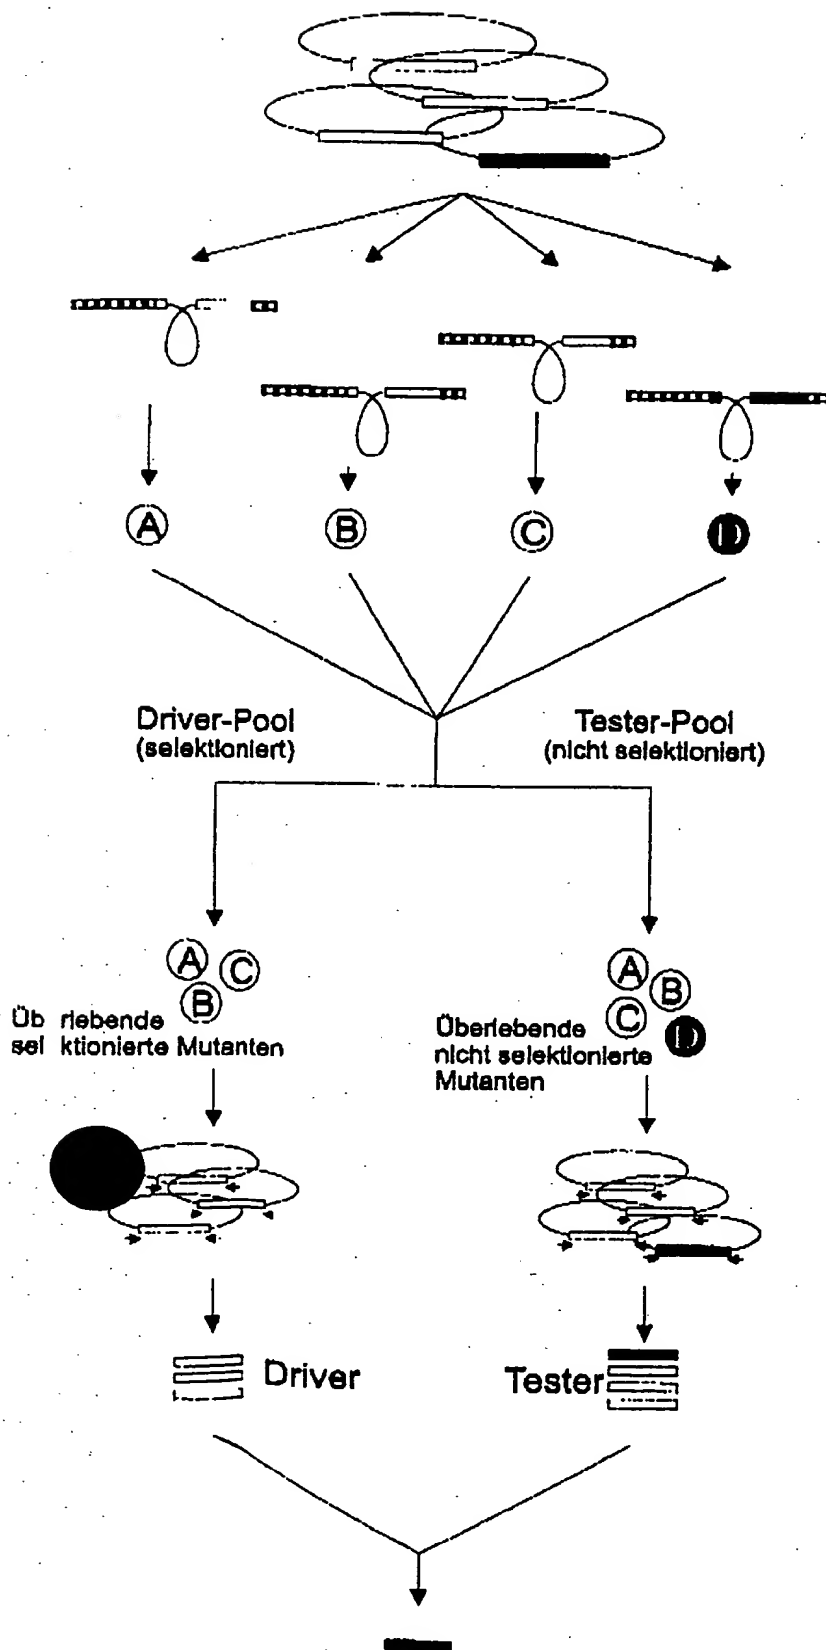 A
B
C
D
Driver-Pool
(selektioniert)
Tester-Pool
(nicht selektioniert)
A
C
B
Üb rlebende
sel ktionierte Mutanten
A
B
C
D
Überlebende
nicht selektionierte
Mutanten
Driver
Tester